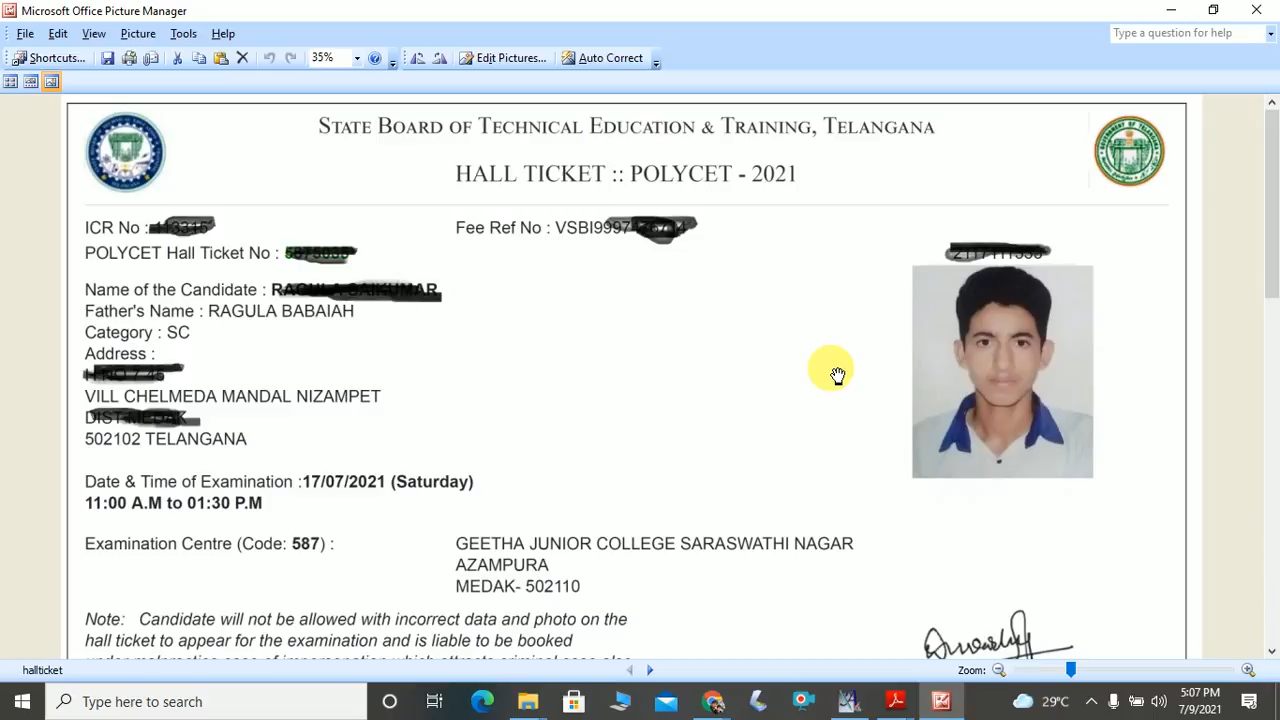 Microsoft Office Picture Manager
File Edit View Picture Tools Help
Type a question for help
Shortcuts... 35% Edit Pictures... Auto Correct
STATE BOARD OF TECHNICAL EDUCATION & TRAINING, TELANGANA
HALL TICKET :: POLYCET - 2021
ICR No :
Fee Ref No : VSBI9997
POLYCET Hall Ticket No :
Name of the Candidate :
Father's Name : RAGULA BABAIAH
Category : SC
Address :
VILL CHELMEDA MANDAL NIZAMPET
502102 TELANGANA
Date & Time of Examination :17/07/2021 (Saturday)
11:00 A.M to 01:30 P.M
Examination Centre (Code: 587) :
GEETHA JUNIOR COLLEGE SARASWATHI NAGAR
AZAMPURA
MEDAK- 502110
Note: Candidate will not be allowed with incorrect data and photo on the
hall ticket to appear for the examination and is liable to be booked
hallticket
Zoom:
Type here to search
29°C
5:07 PM
7/9/2021